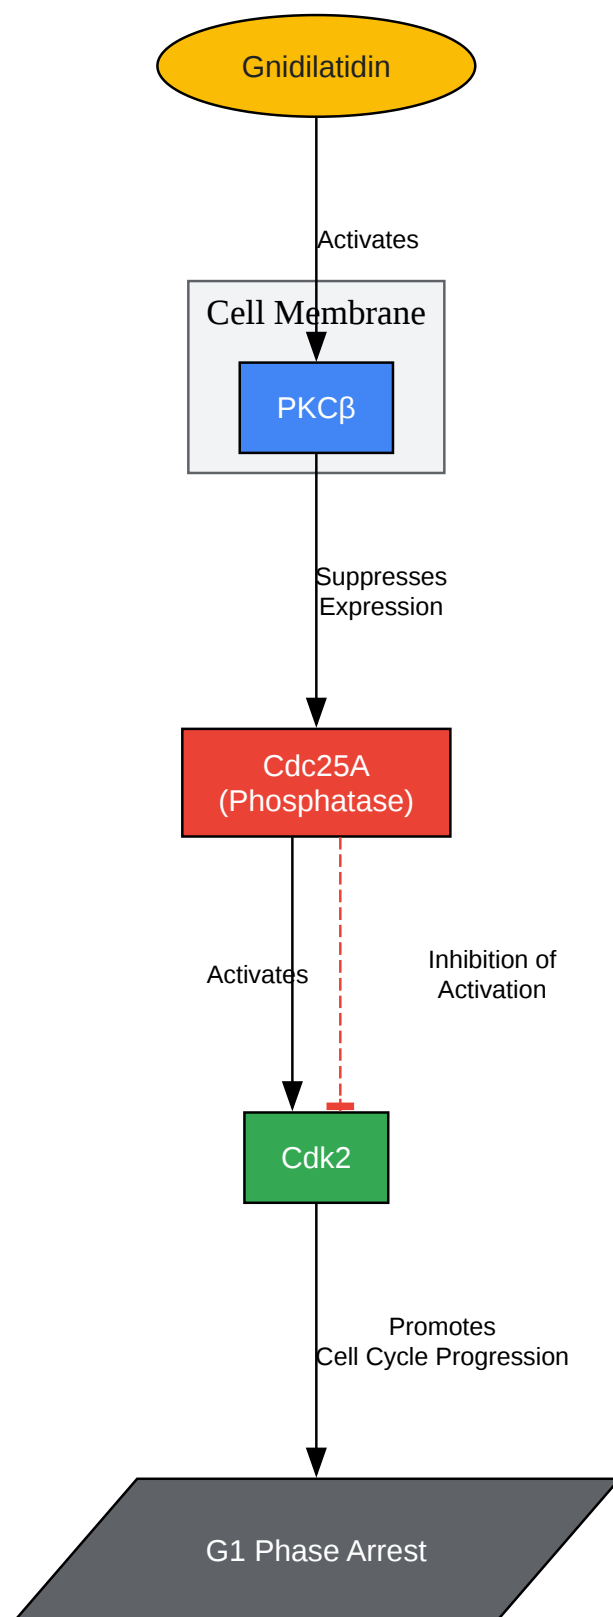 Gnidilatidin
Activates
Cell Membrane
PKCβ
Suppresses
Expression
Cdc25A
(Phosphatase)
Activates
Inhibition of
Activation
Cdk2
Promotes
Cell Cycle Progression
G1 Phase Arrest